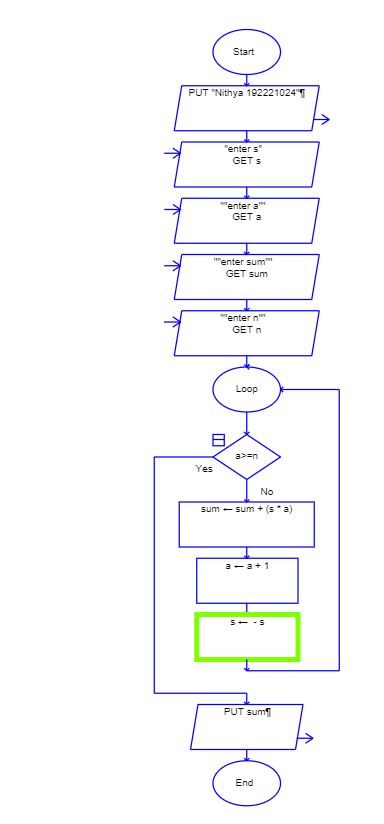 Start
PUT "Nithya 192221024"¶
"enter s"
GET s
""enter a""
GET a
""enter sum""
GET sum
""enter n""
GET n
Loop
a>=n
Yes
No
sum ← sum + (s * a)
a ← a + 1
s ← - s
PUT sum¶
End